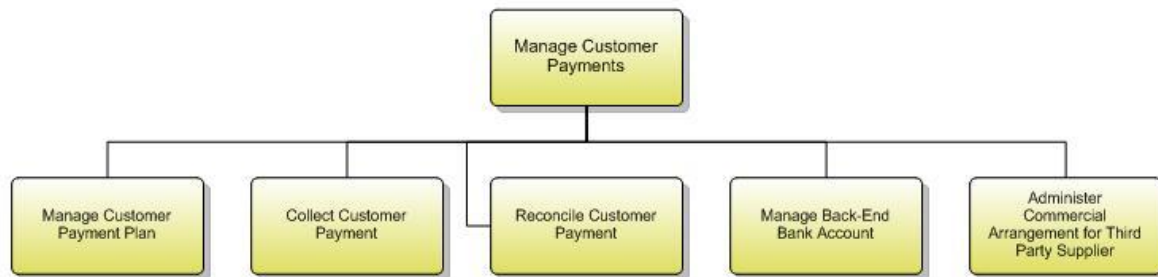 Manage Customer
Payments
Manage Customer
Payment Plan
Collect Customer
Payment
Reconcile Customer
Payment
Manage Back-End
Bank Account
Administer
Commercial
Arrangement for Third
Party Supplier